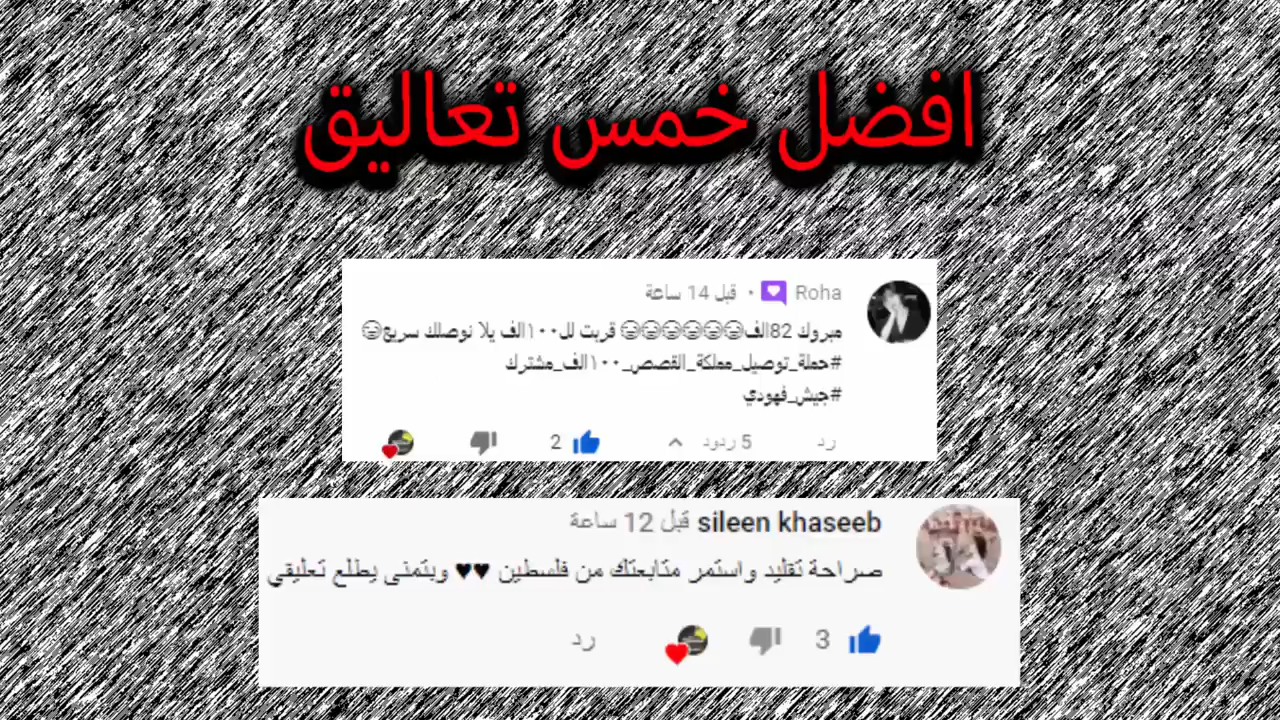 افضل خمس تعاليق
Roha • قبل 14 ساعة
مبروك 82الف😪😪😪😪😪😪 قربت لل١٠٠الف يلا نوصلك سريع😪
#حملة_توصيل_مملكة_القصص_١٠٠الف_مشترك
#جيش_فهودي
رد 5 ردود 2
sileen khaseeb قبل 12 ساعة
صراحة تقليد واستمر متابعتك من فلسطين ♥♥ وبتمنى يطلع تعليقي
3 رد